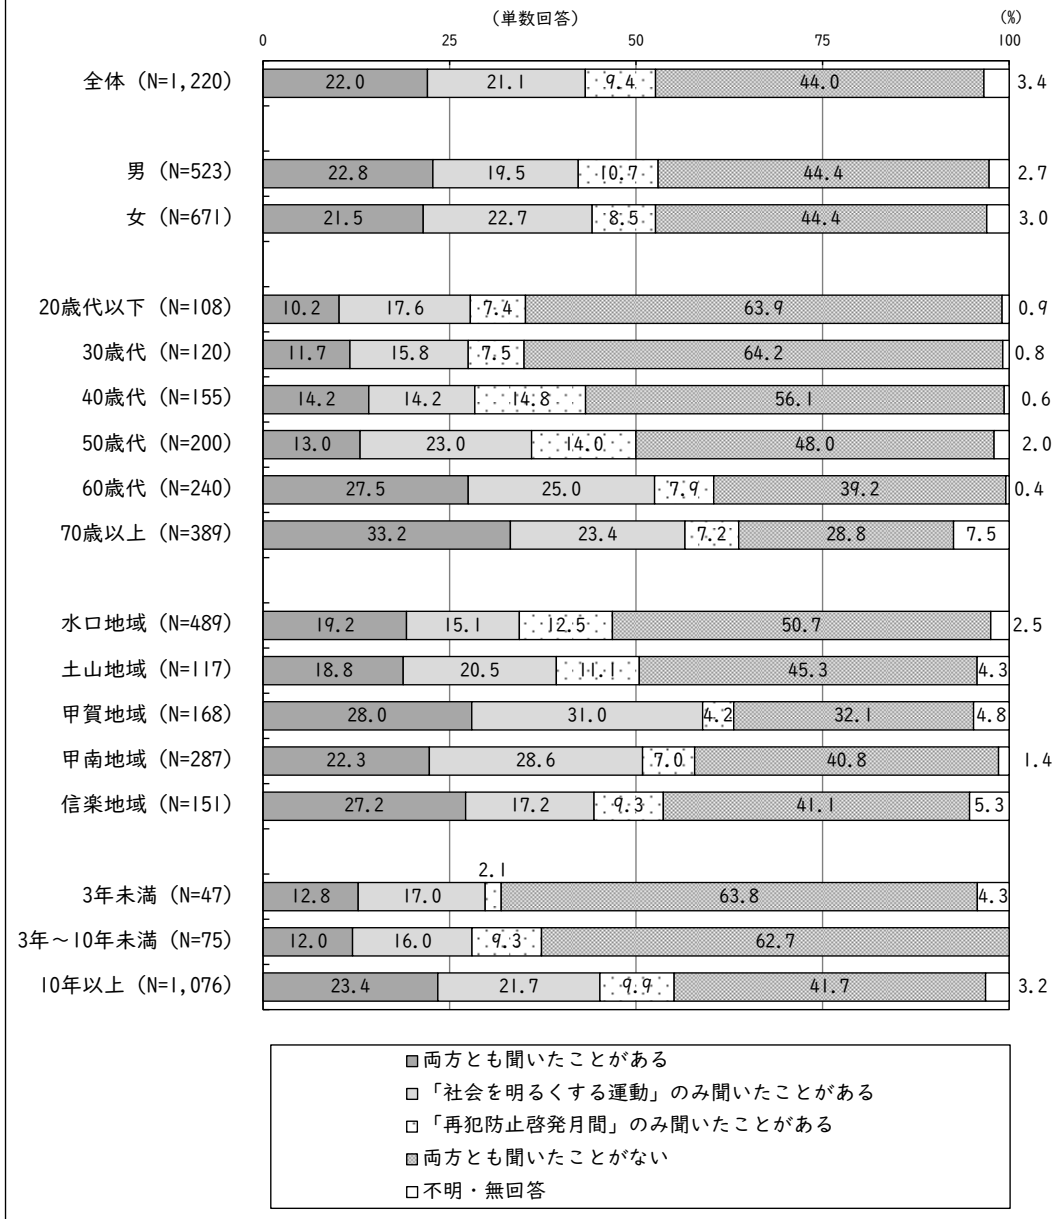 (単数回答)
(%)
0 25 50 75 100
全体 (N=1,220) 22.0 21.1 9.4 44.0 3.4
男 (N=523) 22.8 19.5 10.7 44.4 2.7
女 (N=671) 21.5 22.7 8.5 44.4 3.0
20歳代以下 (N=108) 10.2 17.6 7.4 63.9 0.9
30歳代 (N=120) 11.7 15.8 7.5 64.2 0.8
40歳代 (N=155) 14.2 14.2 14.8 56.1 0.6
50歳代 (N=200) 13.0 23.0 14.0 48.0 2.0
60歳代 (N=240) 27.5 25.0 7.9 39.2 0.4
70歳以上 (N=389) 33.2 23.4 7.2 28.8 7.5
水口地域 (N=489) 19.2 15.1 12.5 50.7 2.5
土山地域 (N=117) 18.8 20.5 11.1 45.3 4.3
甲賀地域 (N=168) 28.0 31.0 4.2 32.1 4.8
甲南地域 (N=287) 22.3 28.6 7.0 40.8 1.4
信楽地域 (N=151) 27.2 17.2 9.3 41.1 5.3
3年未満 (N=47) 12.8 17.0 2.1 63.8 4.3
3年～10年未満 (N=75) 12.0 16.0 9.3 62.7
10年以上 (N=1,076) 23.4 21.7 9.9 41.7 3.2
両方とも聞いたことがある
「社会を明るくする運動」のみ聞いたことがある
「再犯防止啓発月間」のみ聞いたことがある
両方とも聞いたことがない
不明・無回答